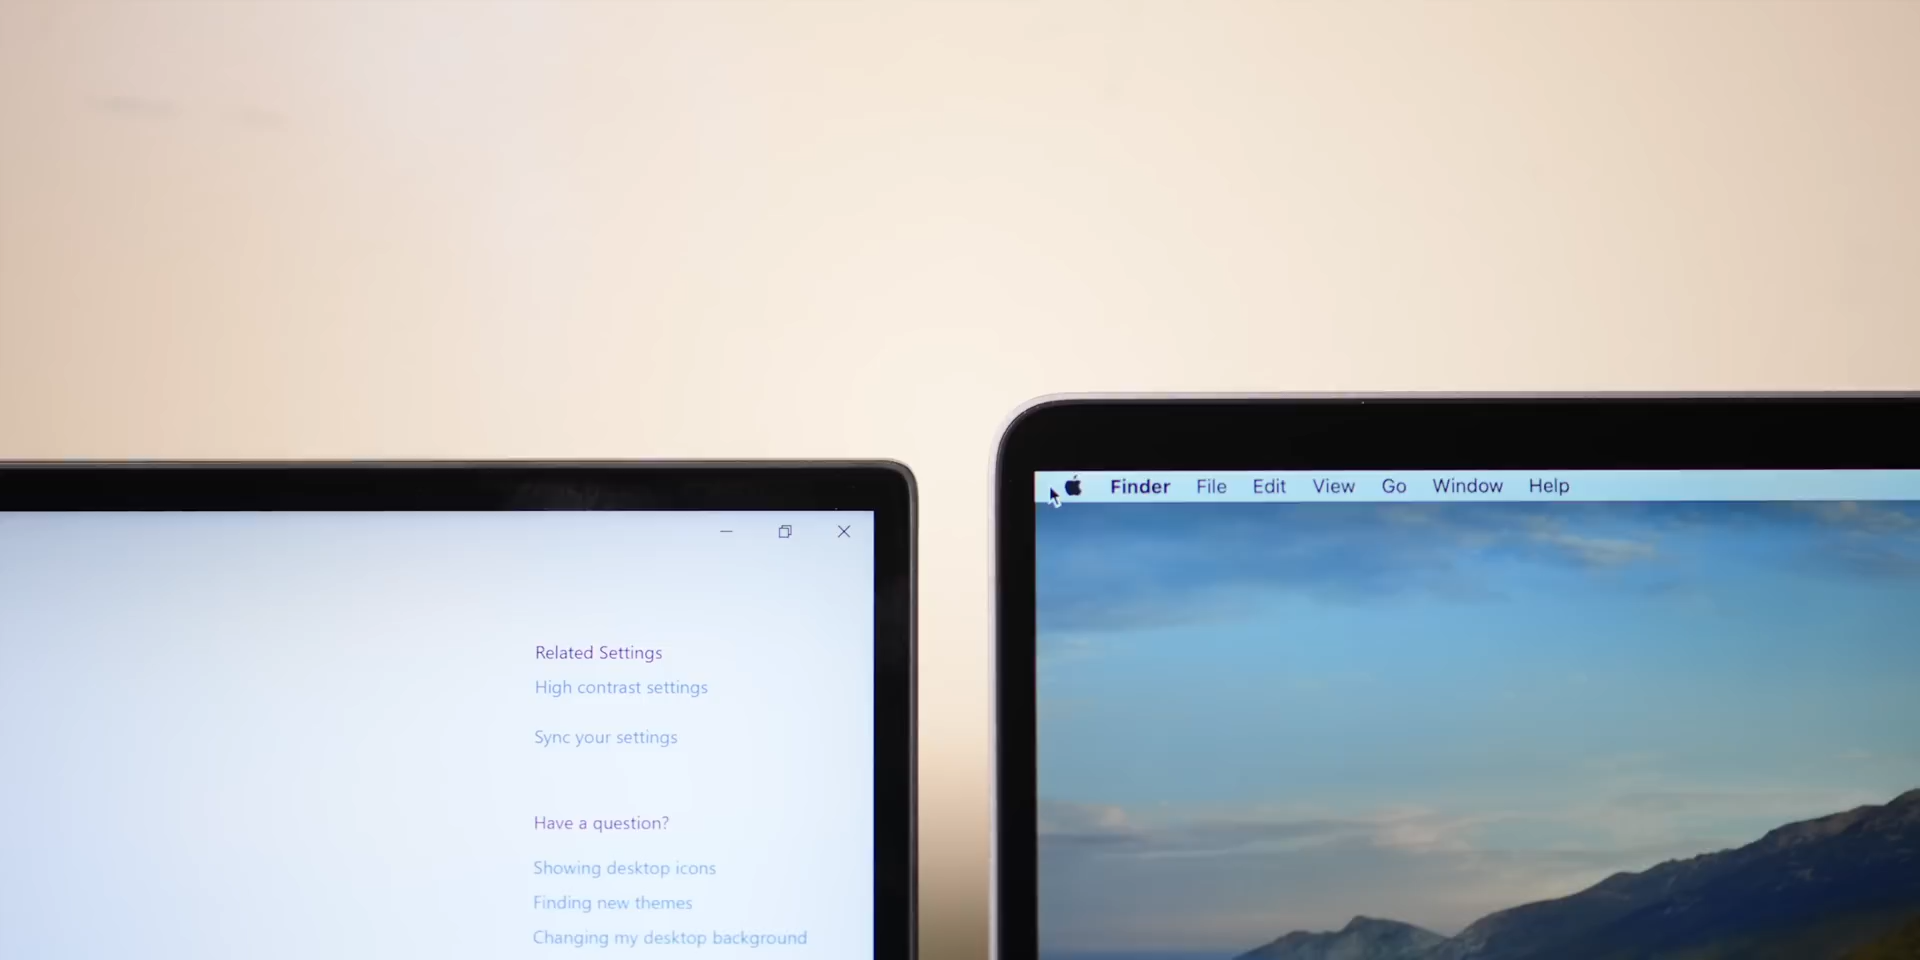 Finder File Edit View Go Window Help
Related Settings
High contrast settings
Sync your settings
Have a question?
Showing desktop icons
Finding new themes
Changing my desktop background